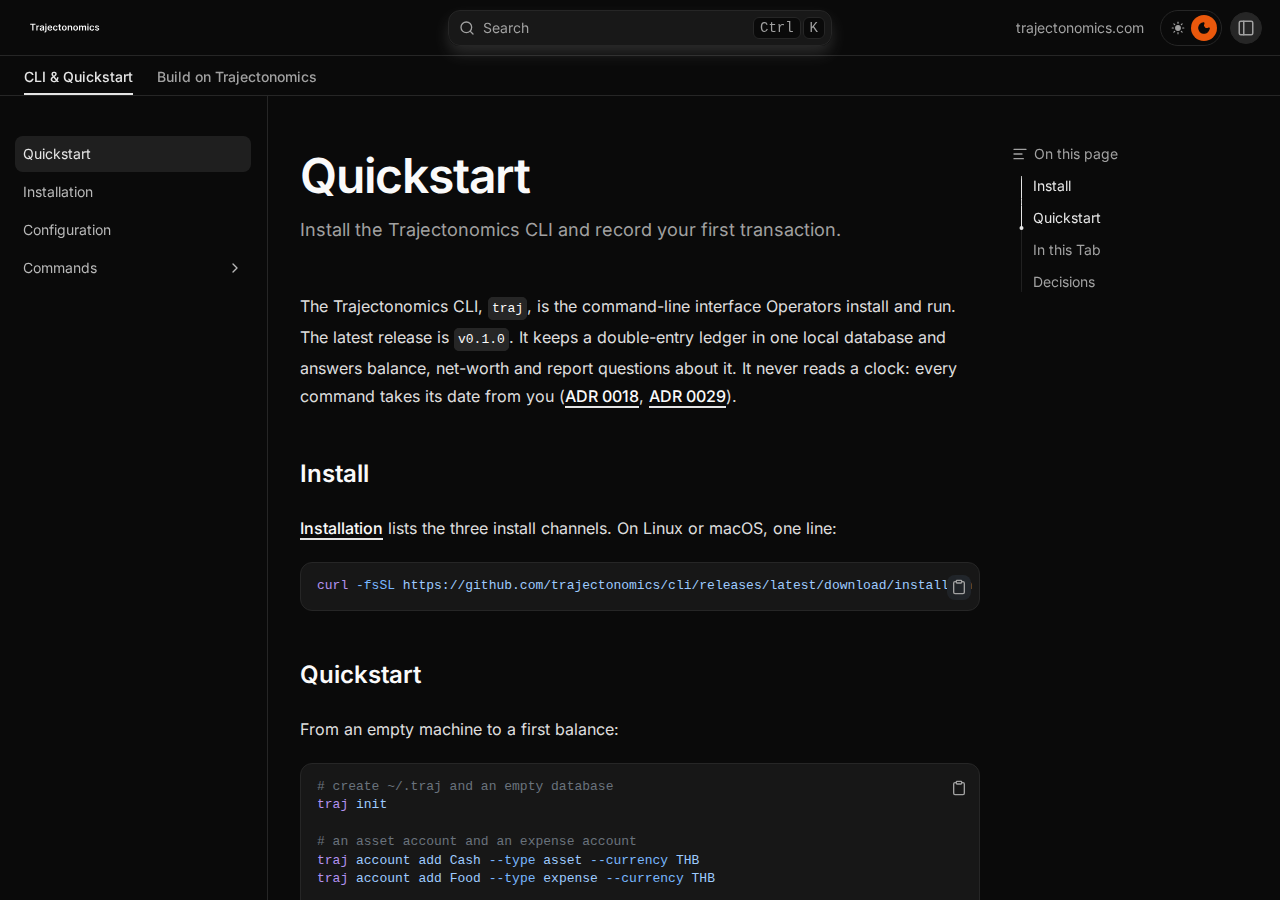 Trajectonomics
Search
Ctrl K
trajectonomics.com
CLI & Quickstart
Build on Trajectonomics
Quickstart
Installation
Configuration
Commands
Quickstart
Install the Trajectonomics CLI and record your first transaction.
The Trajectonomics CLI, traj, is the command-line interface Operators install and run.
The latest release is v0.1.0. It keeps a double-entry ledger in one local database and
answers balance, net-worth and report questions about it. It never reads a clock: every
command takes its date from you (ADR 0018, ADR 0029).
Install
Installation lists the three install channels. On Linux or macOS, one line:
curl -fsSL https://github.com/trajectonomics/cli/releases/latest/download/install
Quickstart
From an empty machine to a first balance:
# create ~/.traj and an empty database
traj init
# an asset account and an expense account
traj account add Cash --type asset --currency THB
traj account add Food --type expense --currency THB
On this page
Install
Quickstart
In this Tab
Decisions